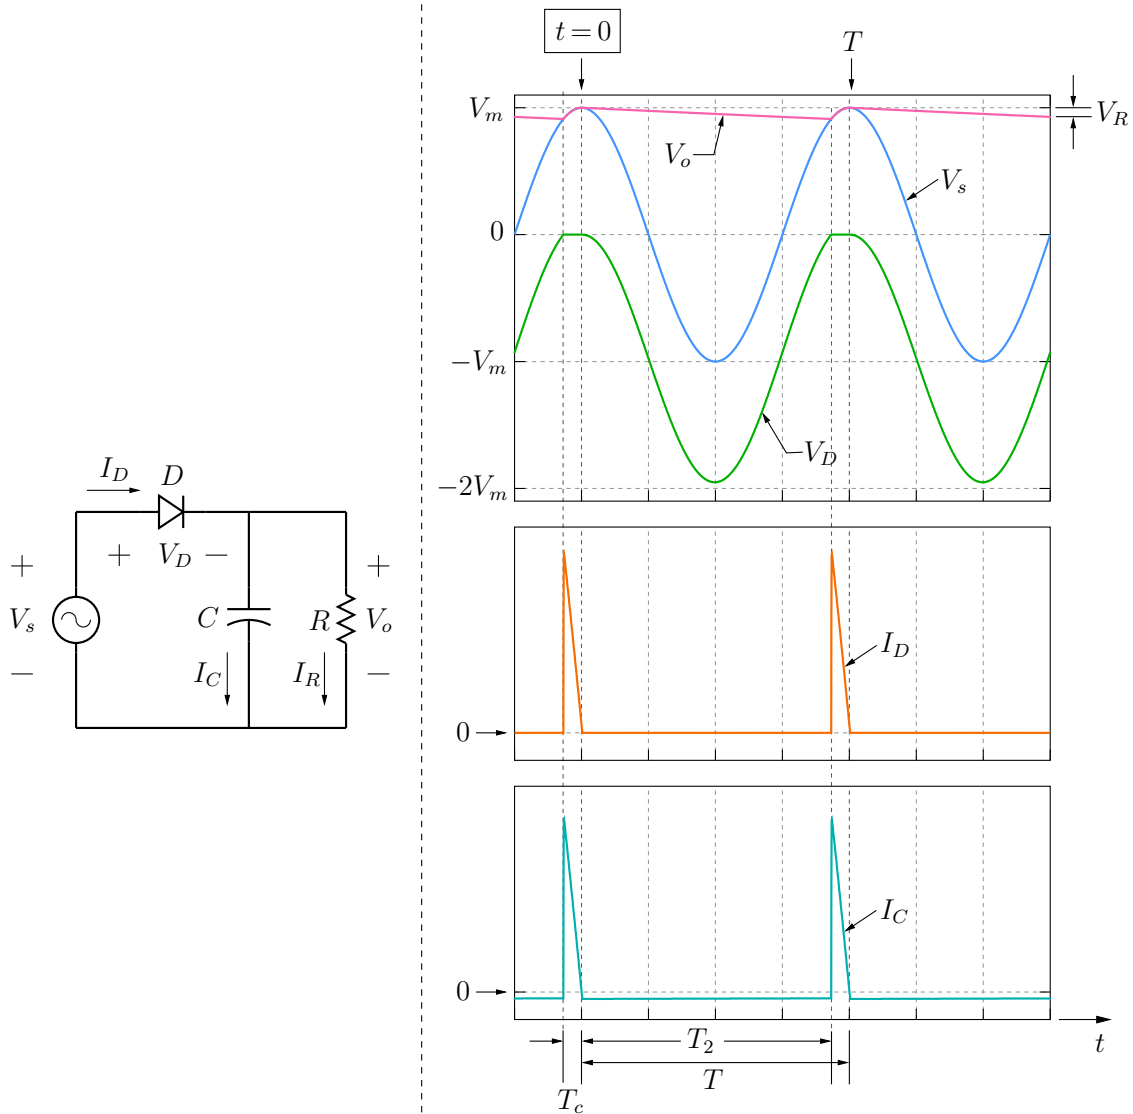 I_D
D
+
+
V_D
−
+
V_s
C
R
V_o
−
I_C
I_R
−
t = 0
T
V_m
V_R
V_o
V_s
0
−V_m
V_D
−2V_m
I_D
0
I_C
0
T_2
t
T
T_c